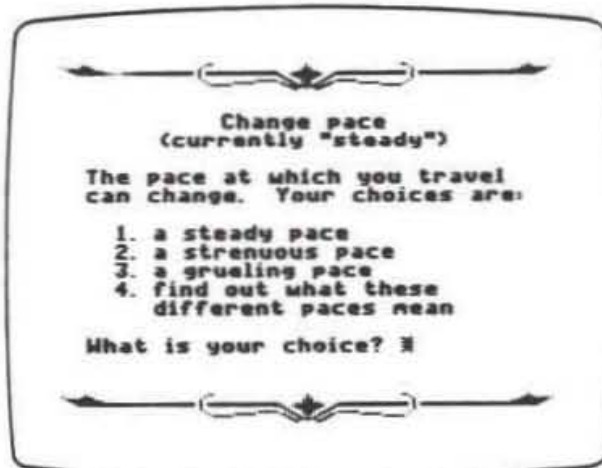 Change pace
(currently "steady")
The pace at which you travel
can change. Your choices are:
1. a steady pace
2. a strenuous pace
3. a grueling pace
4. find out what these
different paces mean
What is your choice?